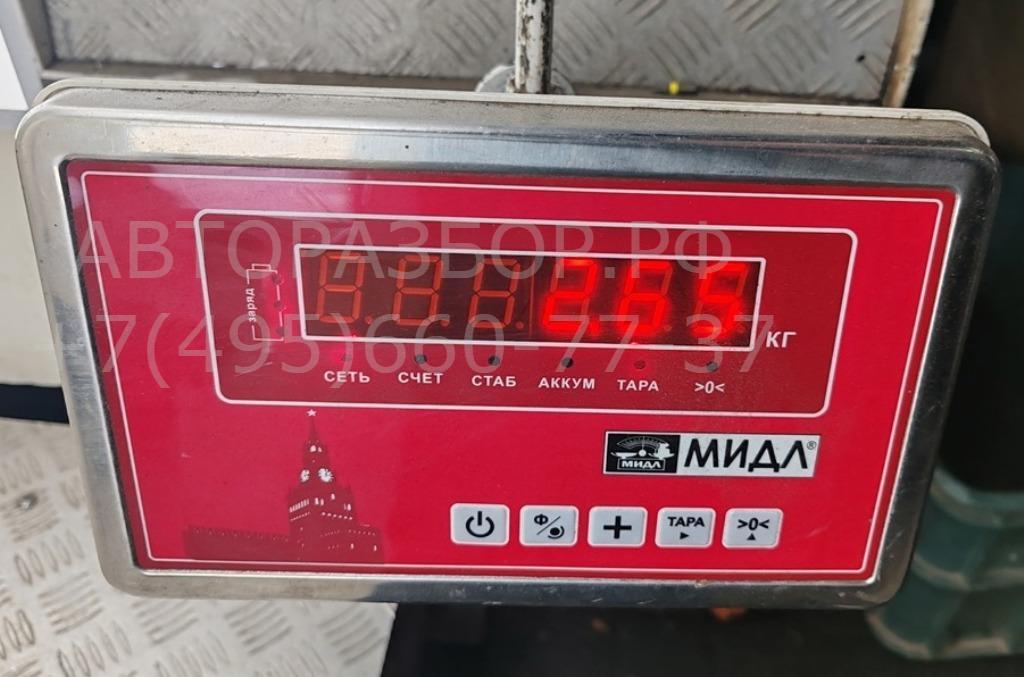 АВТОРАЗБОР.РФ
+7(495)660-77-37
заряд
2.65
КГ
СЕТЬ СЧЕТ СТАБ АККУМ ТАРА >0<
МИДЛ МИДЛ®
Ф + ТАРА >0<